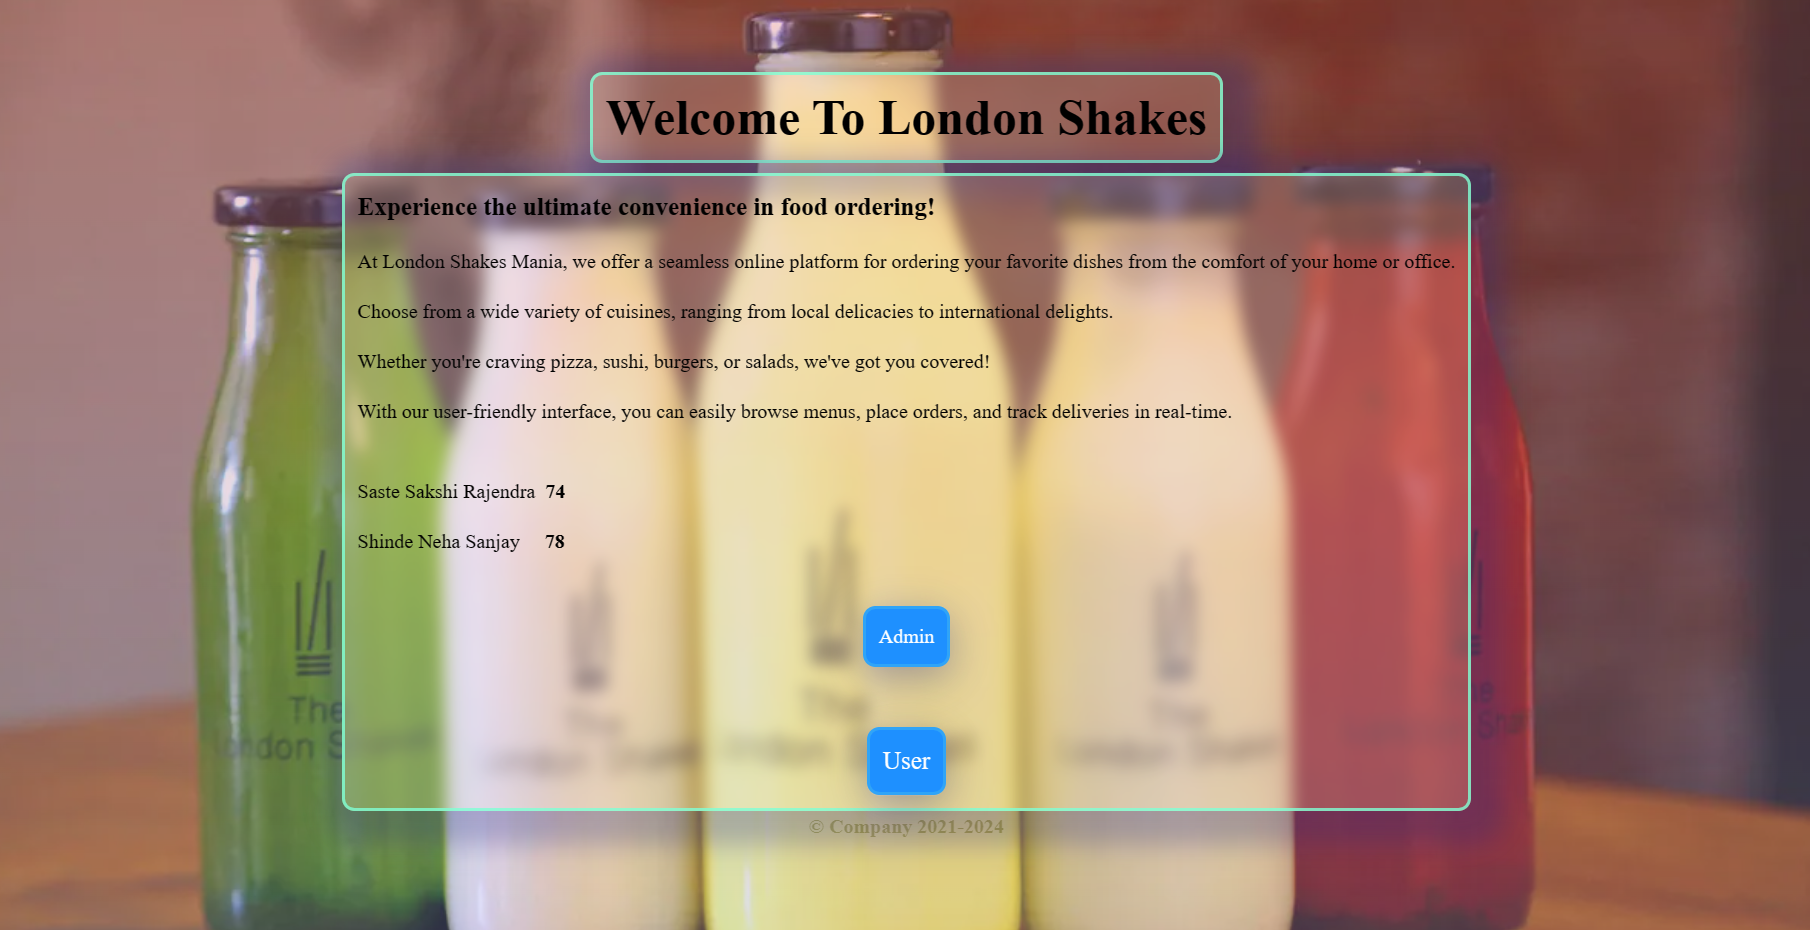 Welcome To London Shakes
Experience the ultimate convenience in food ordering!
At London Shakes Mania, we offer a seamless online platform for ordering your favorite dishes from the comfort of your home or office.
Choose from a wide variety of cuisines, ranging from local delicacies to international delights.
Whether you're craving pizza, sushi, burgers, or salads, we've got you covered!
With our user-friendly interface, you can easily browse menus, place orders, and track deliveries in real-time.
Saste Sakshi Rajendra 74
Shinde Neha Sanjay 78
Admin
The
User
© Company 2021-2024